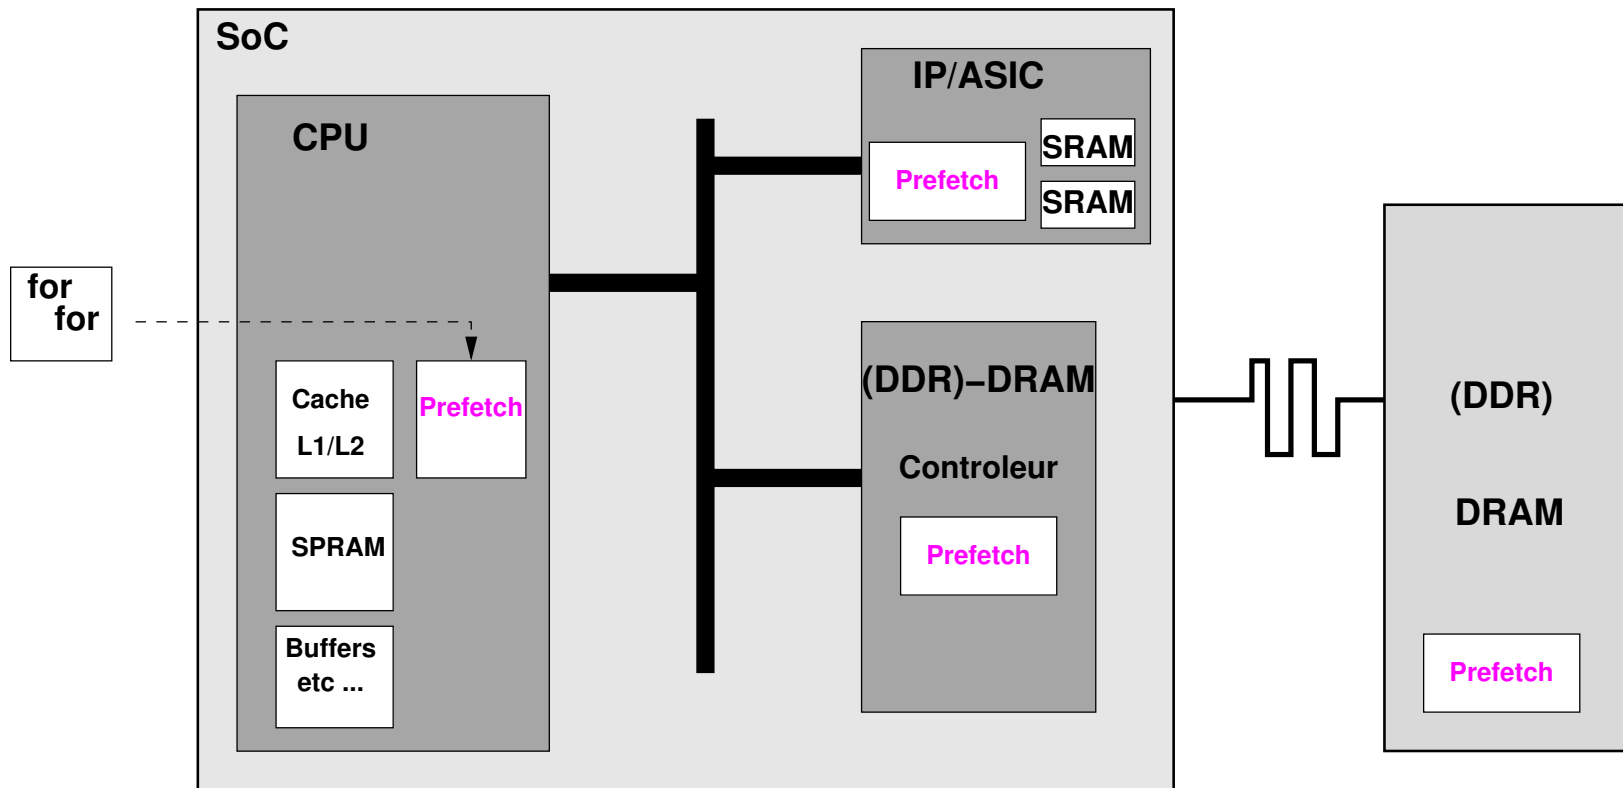 SoC
for
for
CPU
Cache
L1/L2
Prefetch
SPRAM
Buffers
etc ...
IP/ASIC
Prefetch
SRAM
SRAM
(DDR)–DRAM
Controleur
Prefetch
(DDR)
DRAM
Prefetch